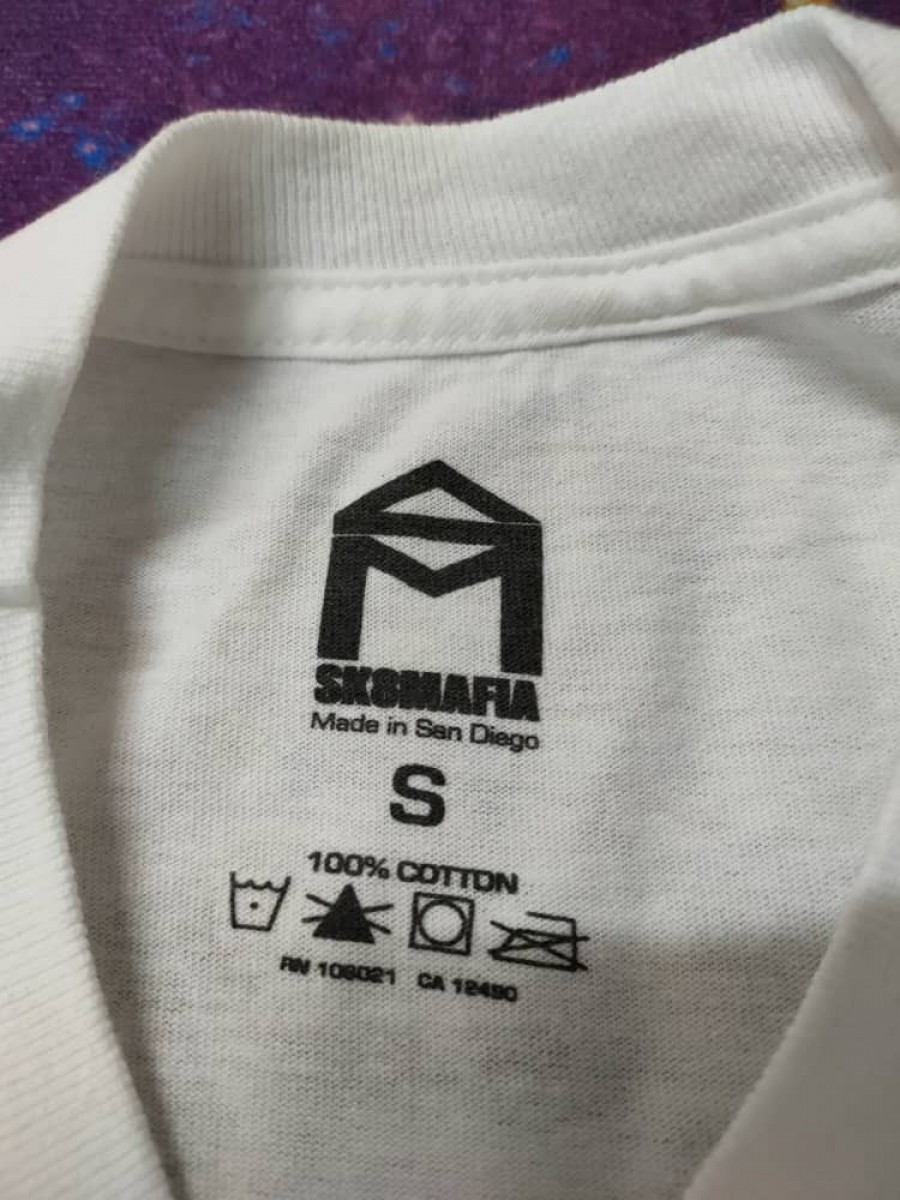 SK8MAFIA
Made in San Diego
S
100% COTTON
RN 108021 CA 12490